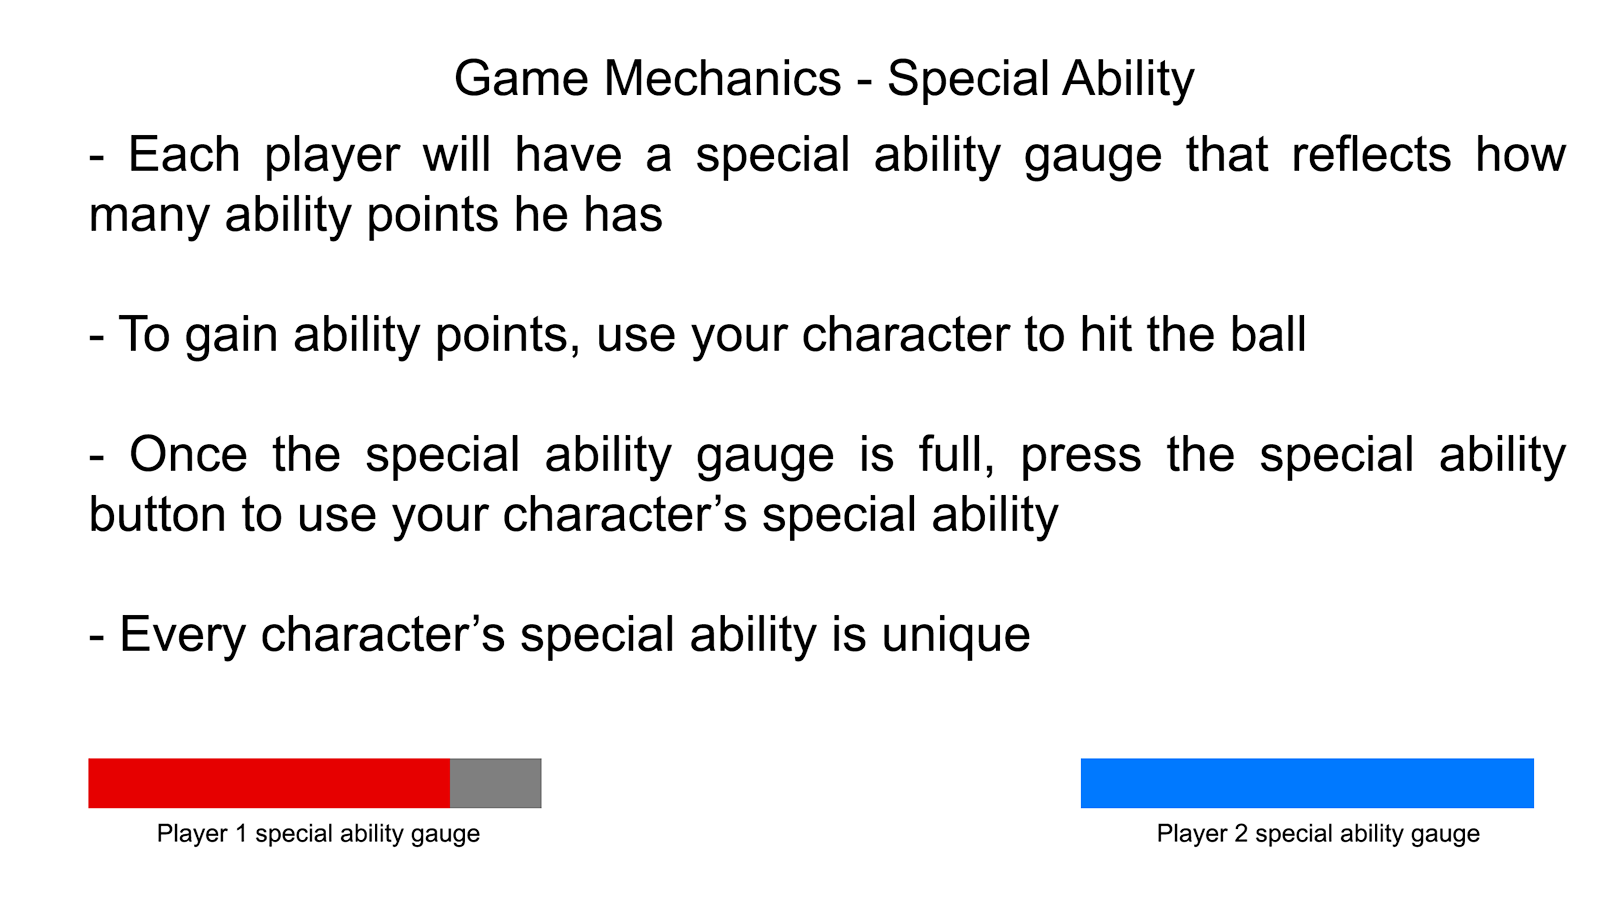 Game Mechanics - Special Ability
- Each player will have a special ability gauge that reflects how
many ability points he has
- To gain ability points, use your character to hit the ball
- Once the special ability gauge is full, press the special ability
button to use your character’s special ability
- Every character’s special ability is unique
Player 1 special ability gauge
Player 2 special ability gauge